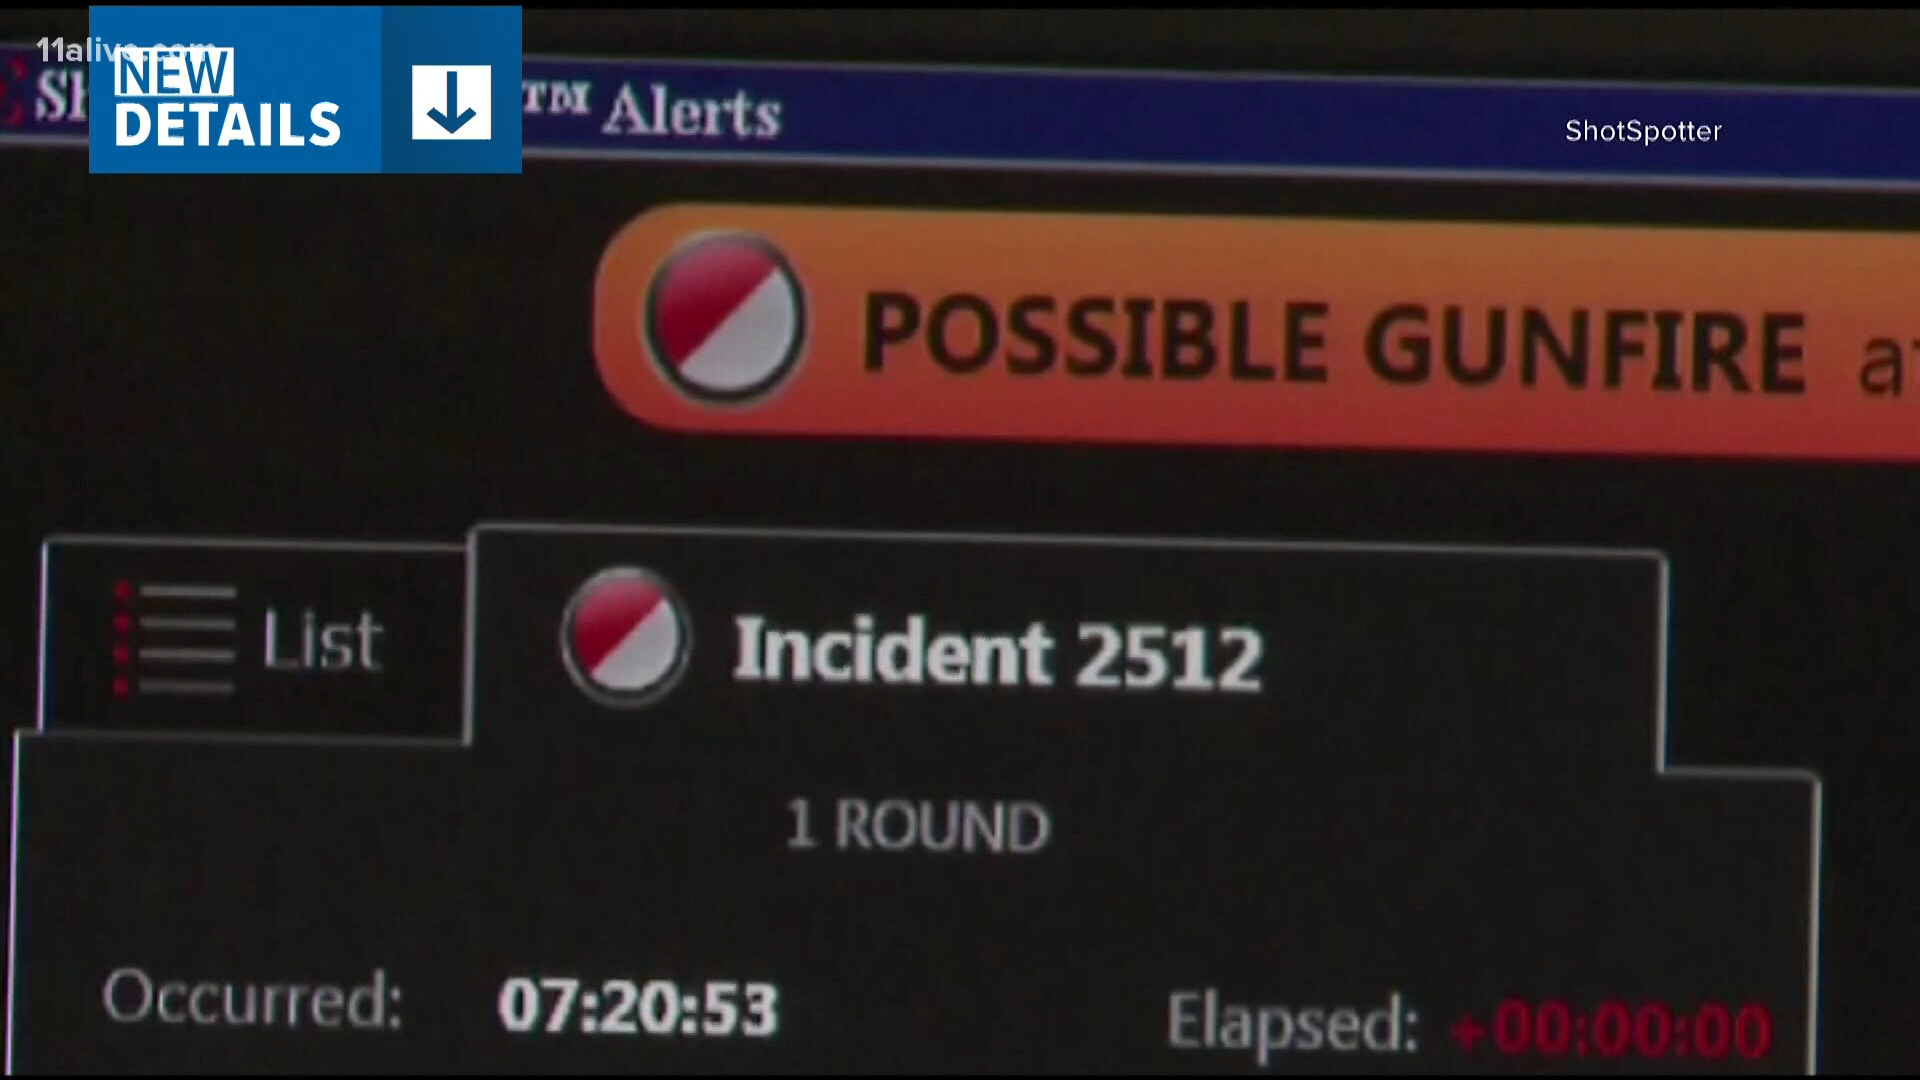 11alive.com
NEW
DETAILS
™ Alerts
ShotSpotter
POSSIBLE GUNFIRE
List
Incident 2512
1 ROUND
Occurred: 07:20:53
Elapsed: +00:00:00